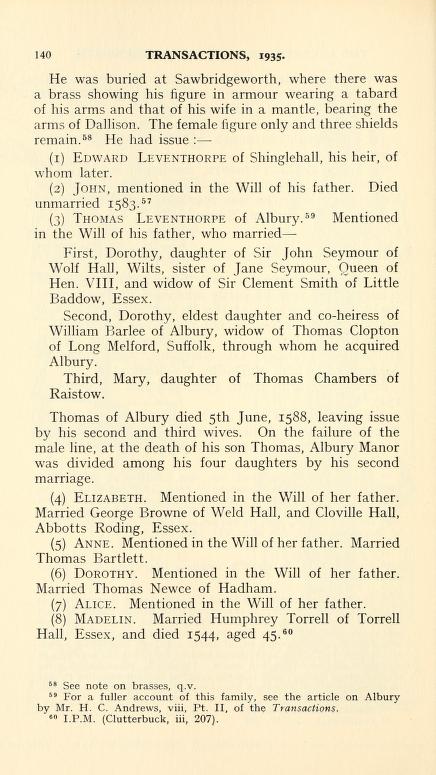 140 TRANSACTIONS, 1935.
He was buried at Sawbridgeworth, where there was
a brass showing his figure in armour wearing a tabard
of his arms and that of his wife in a mantle, bearing the
arms of Dallison. The female figure only and three shields
remain.⁵⁸ He had issue :—
(1) EDWARD LEVENTHORPE of Shinglehall, his heir, of
whom later.
(2) JOHN, mentioned in the Will of his father. Died
unmarried 1583.⁵⁷
(3) THOMAS LEVENTHORPE of Albury.⁵⁹ Mentioned
in the Will of his father, who married—
First, Dorothy, daughter of Sir John Seymour of
Wolf Hall, Wilts, sister of Jane Seymour, Queen of
Hen. VIII, and widow of Sir Clement Smith of Little
Baddow, Essex.
Second, Dorothy, eldest daughter and co-heiress of
William Barlee of Albury, widow of Thomas Clopton
of Long Melford, Suffolk, through whom he acquired
Albury.
Third, Mary, daughter of Thomas Chambers of
Raistow.
Thomas of Albury died 5th June, 1588, leaving issue
by his second and third wives. On the failure of the
male line, at the death of his son Thomas, Albury Manor
was divided among his four daughters by his second
marriage.
(4) ELIZABETH. Mentioned in the Will of her father.
Married George Browne of Weld Hall, and Cloville Hall,
Abbotts Roding, Essex.
(5) ANNE. Mentioned in the Will of her father. Married
Thomas Bartlett.
(6) DOROTHY. Mentioned in the Will of her father.
Married Thomas Newce of Hadham.
(7) ALICE. Mentioned in the Will of her father.
(8) MADELIN. Married Humphrey Torrell of Torrell
Hall, Essex, and died 1544, aged 45.⁶⁰
⁵⁸ See note on brasses, q.v.
⁵⁹ For a fuller account of this family, see the article on Albury
by Mr. H. C. Andrews, viii, Pt. II, of the Transactions.
⁶⁰ I.P.M. (Clutterbuck, iii, 207).